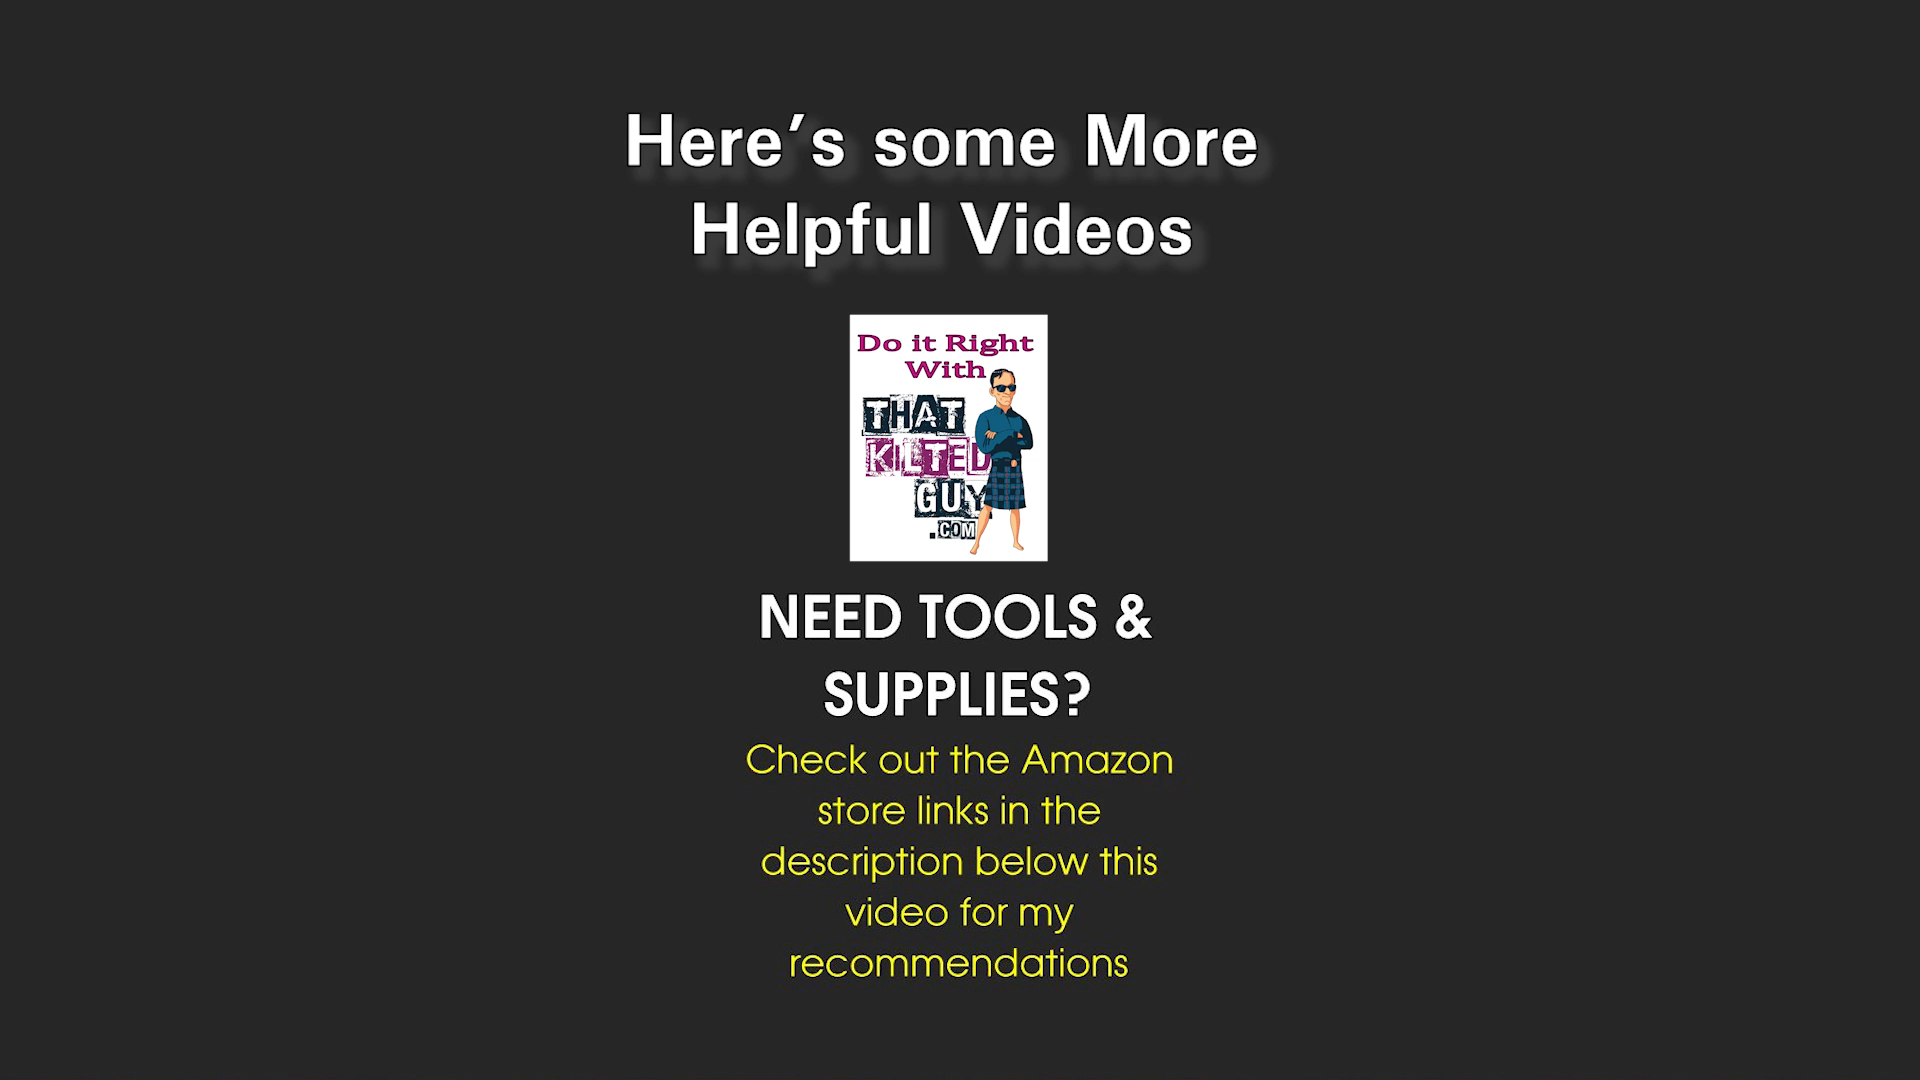 Here’s some More
Helpful Videos
Do it Right
With
THAT
KILTED
GUY
.COM
NEED TOOLS &
SUPPLIES?
Check out the Amazon
store links in the
description below this
video for my
recommendations